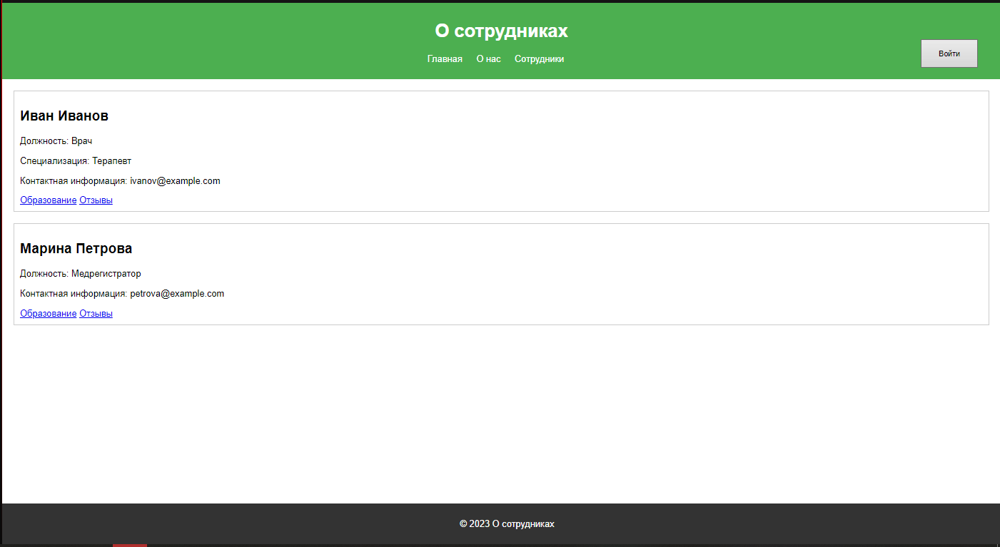 О сотрудниках
Главная О нас Сотрудники
Войти
Иван Иванов
Должность: Врач
Специализация: Терапевт
Контактная информация: ivanov@example.com
Образование Отзывы
Марина Петрова
Должность: Медрегистратор
Контактная информация: petrova@example.com
Образование Отзывы
© 2023 О сотрудниках